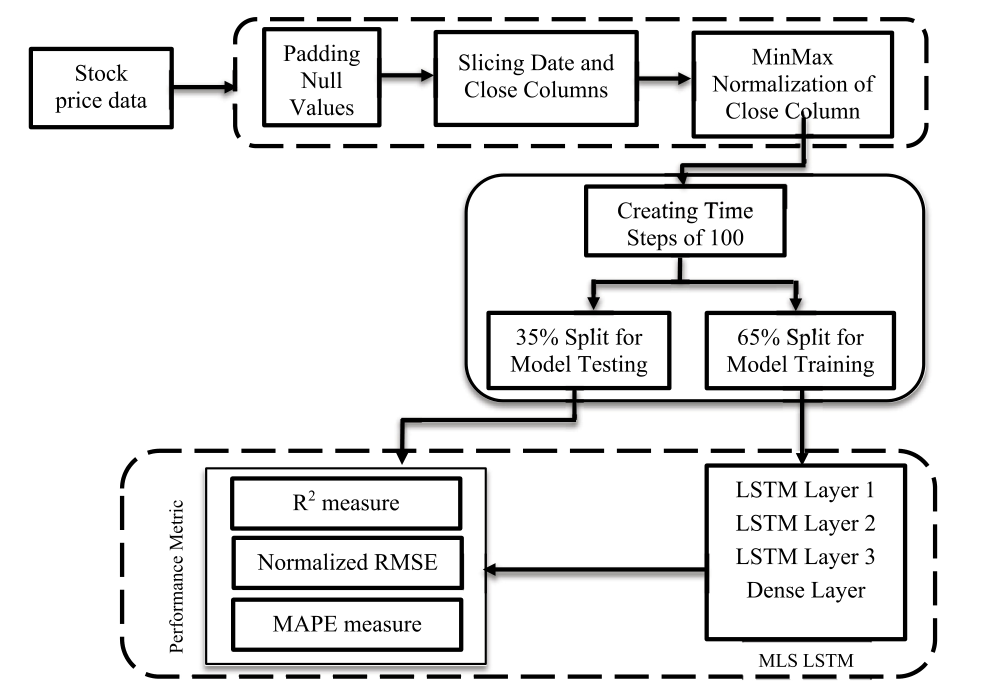 Stock
price data
Padding
Null
Values
Slicing Date and
Close Columns
MinMax
Normalization of
Close Column
Creating Time
Steps of 100
35% Split for
Model Testing
65% Split for
Model Training
Performance Metric
R² measure
Normalized RMSE
MAPE measure
LSTM Layer 1
LSTM Layer 2
LSTM Layer 3
Dense Layer
MLS LSTM